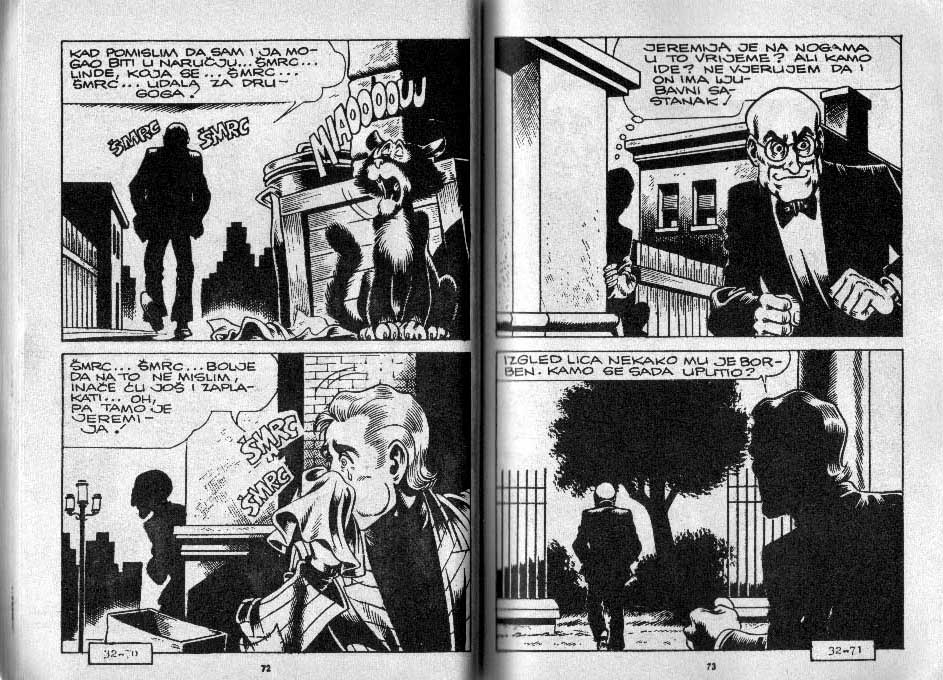 KAD POMISLIM DA SAM I JA MO-
GAO BITI U NARUČJU... ŠMRC...
LINDE, KOJA SE... ŠMRC...
ŠMRC... UDALA ZA DRU-
GOGA!
ŠMRC
ŠMRC
MIAOOOOUU
ŠMRC... ŠMRC... BOLJE
DA NA TO NE MISLIM,
INAČE ĆU JOŠ I ZAPLA-
KATI... OH,
PA TAMO JE
JEREMI-
JA!
ŠMRC
ŠMRC
32-70
72
JEREMIJA JE NA NOGAMA
U TO VRIJEME? ALI KAMO
IDE? NE VJERUJEM DA I
ON IMA LJU-
BAVNI SA-
STANAK!
IZGLED LICA NEKAKO MU JE BOR-
BEN. KAMO SE SADA UPLITIO?
32-71
73